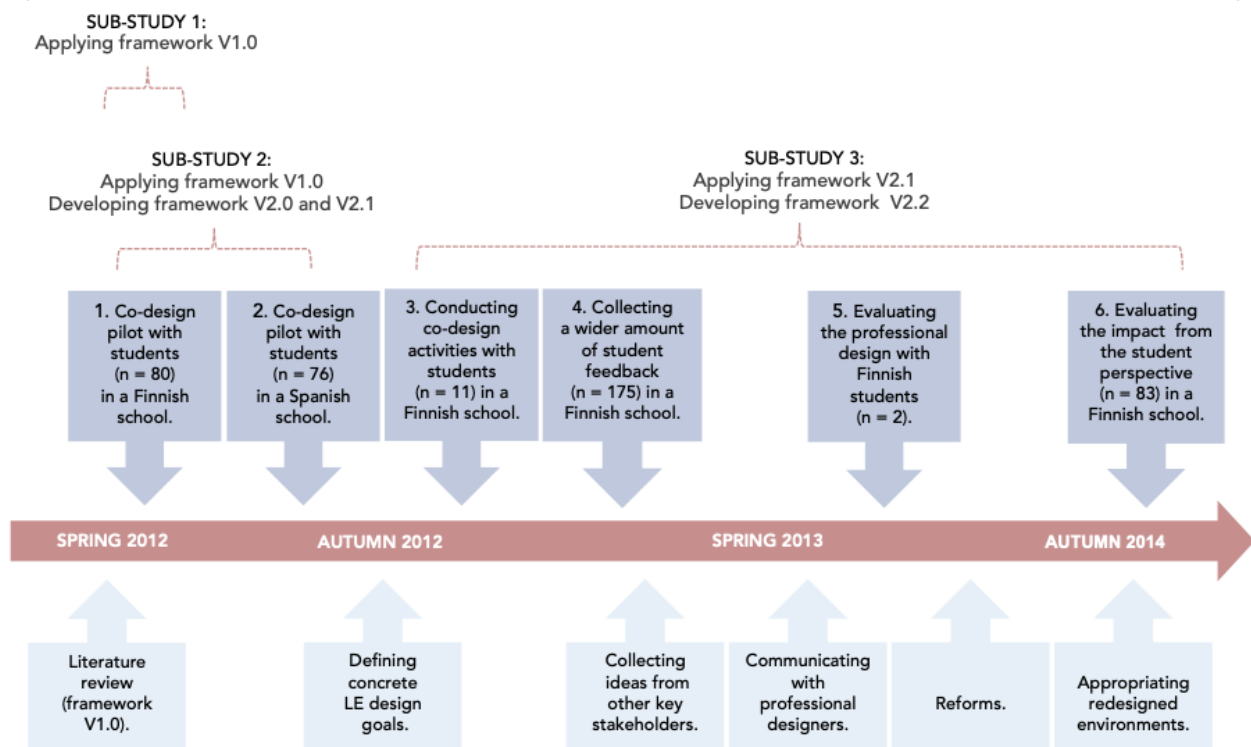 SUB-STUDY 1:
Applying framework V1.0
SUB-STUDY 2:
Applying framework V1.0
Developing framework V2.0 and V2.1
SUB-STUDY 3:
Applying framework V2.1
Developing framework V2.2
1. Co-design
pilot with
students
(n = 80)
in a Finnish
school.
2. Co-design
pilot with
students
(n = 76)
in a Spanish
school.
3. Conducting
co-design
activities with
students
(n = 11) in a
Finnish school.
4. Collecting
a wider amount
of student
feedback
(n = 175) in a
Finnish school.
5. Evaluating
the professional
design with
Finnish
students
(n = 2).
6. Evaluating
the impact from
the student
perspective
(n = 83) in a
Finnish school.
SPRING 2012
AUTUMN 2012
SPRING 2013
AUTUMN 2014
Literature
review
(framework
V1.0).
Defining
concrete
LE design
goals.
Collecting
ideas from
other key
stakeholders.
Communicating
with
professional
designers.
Reforms.
Appropriating
redesigned
environments.